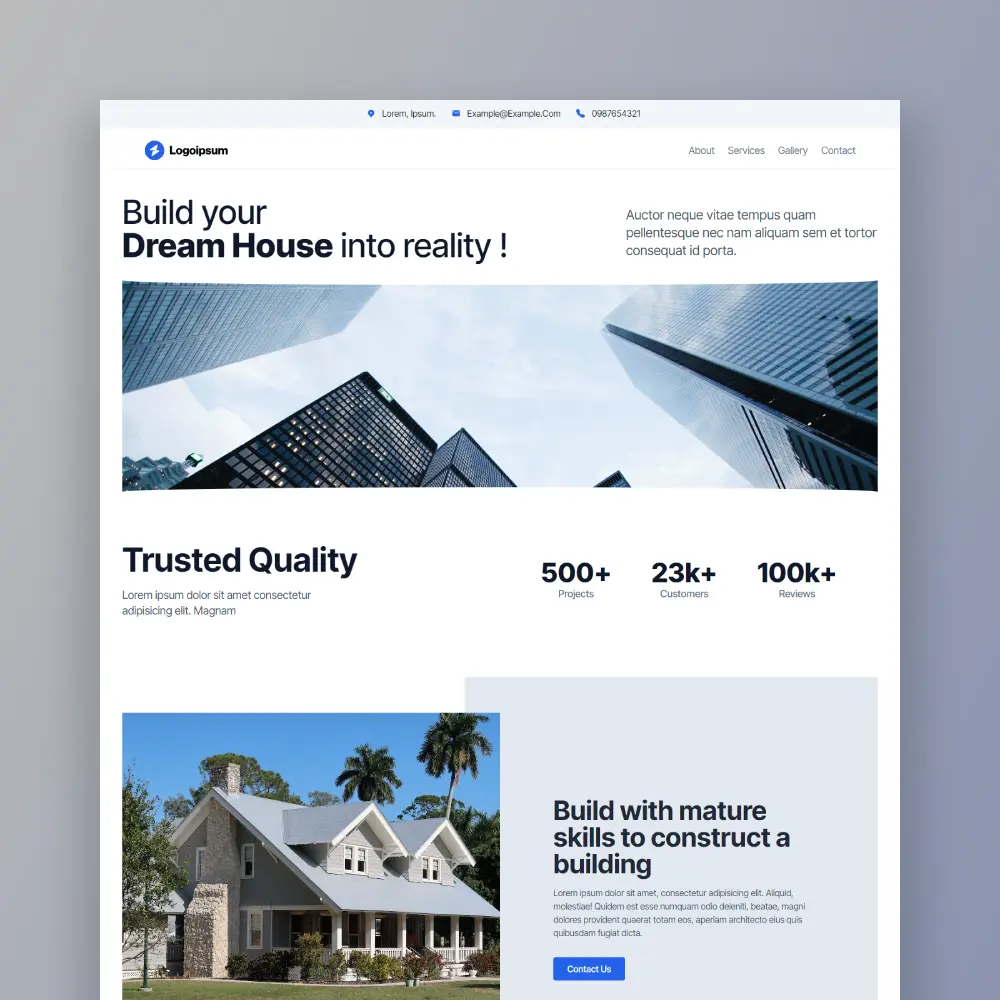 Lorem, Ipsum. Example@Example.Com 0987654321
Logoipsum About Services Gallery Contact
Build your
Dream House into reality !
Auctor neque vitae tempus quam
pellentesque nec nam aliquam sem et tortor
consequat id porta.
Trusted Quality
Lorem ipsum dolor sit amet consectetur
adipisicing elit. Magnam
500+ 23k+ 100k+
Projects Customers Reviews
Build with mature
skills to construct a
building
Lorem ipsum dolor sit amet, consectetur adipisicing elit. Aliquid,
molestiae! Quidem est esse numquam odio deleniti, beatae, magni
dolores provident quaerat totam eos, aperiam architecto eius quis
quibusdam fugiat dicta.
Contact Us